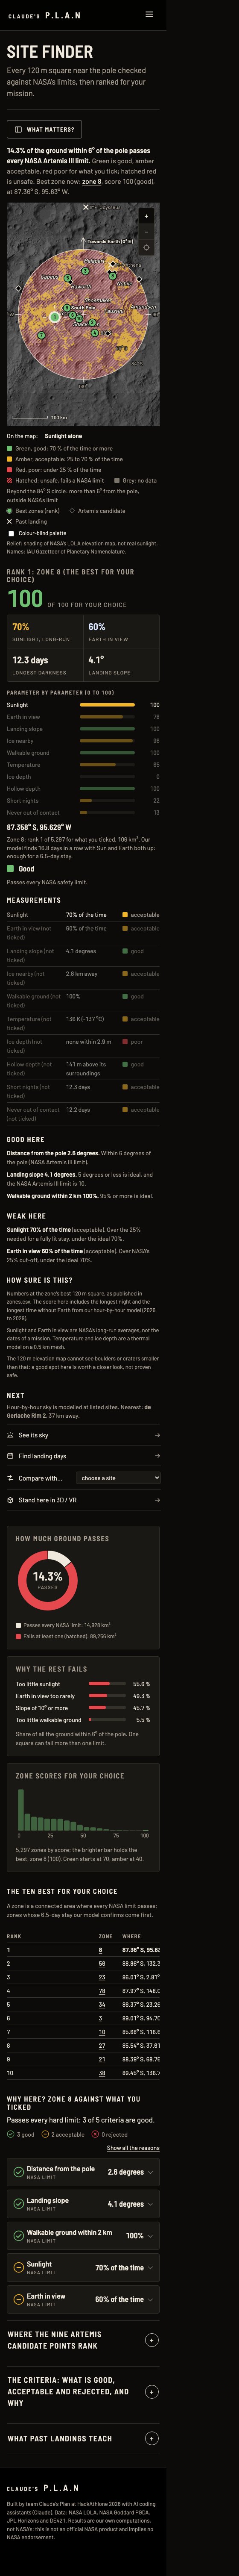 CLAUDE'S P.L.A.N
SITE FINDER
Every 120 m square near the pole checked
against NASA's limits, then ranked for your
mission.
WHAT MATTERS?
14.3% of the ground within 6° of the pole passes
every NASA Artemis III limit. Green is good, amber
acceptable, red poor for what you ticked; hatched
is unsafe. Best zone now: zone 8, score 100 (good),
at 87.36° S, 95.63° W.
Towards Earth (0° E)
South Pole
100 km
On the map: Sunlight alone
Green, good: 70 % of the time or more
Amber, acceptable: 25 to 70 % of the time
Red, poor: under 25 % of the time
Hatched: unsafe, fails a NASA limit
Grey: no data
Beyond the 84° S circle: more than 6° from the pole,
outside NASA's limit
Best zones (rank)
Artemis candidate
Past landing
Colour-blind palette
Relief: shading of NASA's LOLA elevation map, not real sunlight.
Names: IAU Gazetteer of Planetary Nomenclature.
RANK 1: ZONE 8 (THE BEST FOR YOUR
CHOICE)
100 OF 100 FOR YOUR CHOICE
70%
SUNLIGHT, LONG-RUN
60%
EARTH IN VIEW
12.3 days
LONGEST DARKNESS
4.1°
LANDING SLOPE
PARAMETER BY PARAMETER (0 TO 100)
Sunlight 100
Earth in view 78
Landing slope 100
Ice nearby 96
Walkable ground 100
Temperature 85
Ice depth 0
Hollow depth 100
Short nights 22
Never out of contact 13
87.358° S, 95.629° W
Zone 8: rank 1 of 5,297 for what you ticked, 106 km². Our
model finds 16.8 days in a row with Sun and Earth both up:
enough for a 6.5-day stay.
Good
Passes every NASA safety limit.
MEASUREMENTS
Sunlight 70% of the time acceptable
Earth in view (not
ticked) 60% of the time acceptable
Landing slope (not
ticked) 4.1 degrees good
Ice nearby (not
ticked) 2.8 km away acceptable
Walkable ground (not
ticked) 100% good
Temperature (not
ticked) 136 K (-137 °C) acceptable
Ice depth (not
ticked) none within 2.9 m poor
Hollow depth (not
ticked) 141 m above its
surroundings good
Short nights (not
ticked) 12.3 days acceptable
Never out of contact
(not ticked) 12.2 days acceptable
GOOD HERE
Distance from the pole 2.6 degrees. Within 6 degrees of
the pole (NASA Artemis III limit).
Landing slope 4.1 degrees. 5 degrees or less is ideal, and
the NASA Artemis III limit is 10.
Walkable ground within 2 km 100%. 95% or more is ideal.
WEAK HERE
Sunlight 70% of the time (acceptable). Over the 25%
needed for a fully lit stay, under the ideal 70%.
Earth in view 60% of the time (acceptable). Over NASA's
25% cut-off, under the ideal 70%.
HOW SURE IS THIS?
Numbers at the zone's best 120 m square, as published in
zones.csv. The score here includes the longest night and the
longest time without Earth from our hour-by-hour model (2026
to 2029).
Sunlight and Earth in view are NASA's long-run averages, not the
dates of a mission. Temperature and ice depth are a thermal
model on a 0.5 km mesh.
The 120 m elevation map cannot see boulders or craters smaller
than that: a good spot here is worth a closer look, not proven
safe.
NEXT
Hour-by-hour sky is modelled at listed sites. Nearest: de
Gerlache Rim 2, 37 km away.
See its sky
Find landing days
Compare with... choose a site
Stand here in 3D / VR
HOW MUCH GROUND PASSES
14.3%
PASSES
Passes every NASA limit: 14,928 km²
Fails at least one (hatched): 89,256 km²
WHY THE REST FAILS
Too little sunlight 55.0 %
Earth in view too rarely 49.3 %
Slope of 10° or more 45.7 %
Too little walkable ground 5.5 %
Share of all ground within 6° of the pole. One
square can fail more than one limit.
ZONE SCORES FOR YOUR CHOICE
0 25 50 75 100
5,297 zones by score; the brighter bar holds the
best, zone 8 (100). Green starts at 70, amber at 40.
THE TEN BEST FOR YOUR CHOICE
A zone is a connected area where every NASA limit passes;
zones whose 6.5-day stay our model confirms come first.
RANK ZONE WHERE
1 8 87.36° S, 95.63
2 56 88.86° S, 132.3
3 23 86.01° S, 2.81°
4 78 87.97° S, 148.0
5 34 86.37° S, 23.26
6 3 89.01° S, 94.70
7 10 85.68° S, 116.6
8 27 85.54° S, 37.61
9 21 88.39° S, 68.76
10 38 89.45° S, 138.7
WHY HERE? ZONE 8 AGAINST WHAT YOU
TICKED
Passes every hard limit: 3 of 5 criteria are good.
3 good
2 acceptable
0 rejected
Show all the reasons
Distance from the pole
NASA LIMIT
2.6 degrees
Landing slope
NASA LIMIT
4.1 degrees
Walkable ground within 2 km
NASA LIMIT
100%
Sunlight
NASA LIMIT
70% of the time
Earth in view
NASA LIMIT
60% of the time
WHERE THE NINE ARTEMIS
CANDIDATE POINTS RANK
THE CRITERIA: WHAT IS GOOD,
ACCEPTABLE AND REJECTED, AND
WHY
WHAT PAST LANDINGS TEACH
CLAUDE'S P.L.A.N
Built by team Claude's Plan at HackAthlone 2026 with AI coding
assistants (Claude). Data: NASA LOLA, NASA Goddard PGDA,
JPL Horizons and DE421. Results are our own computations,
not NASA's; this is not an official NASA product and implies no
NASA endorsement.